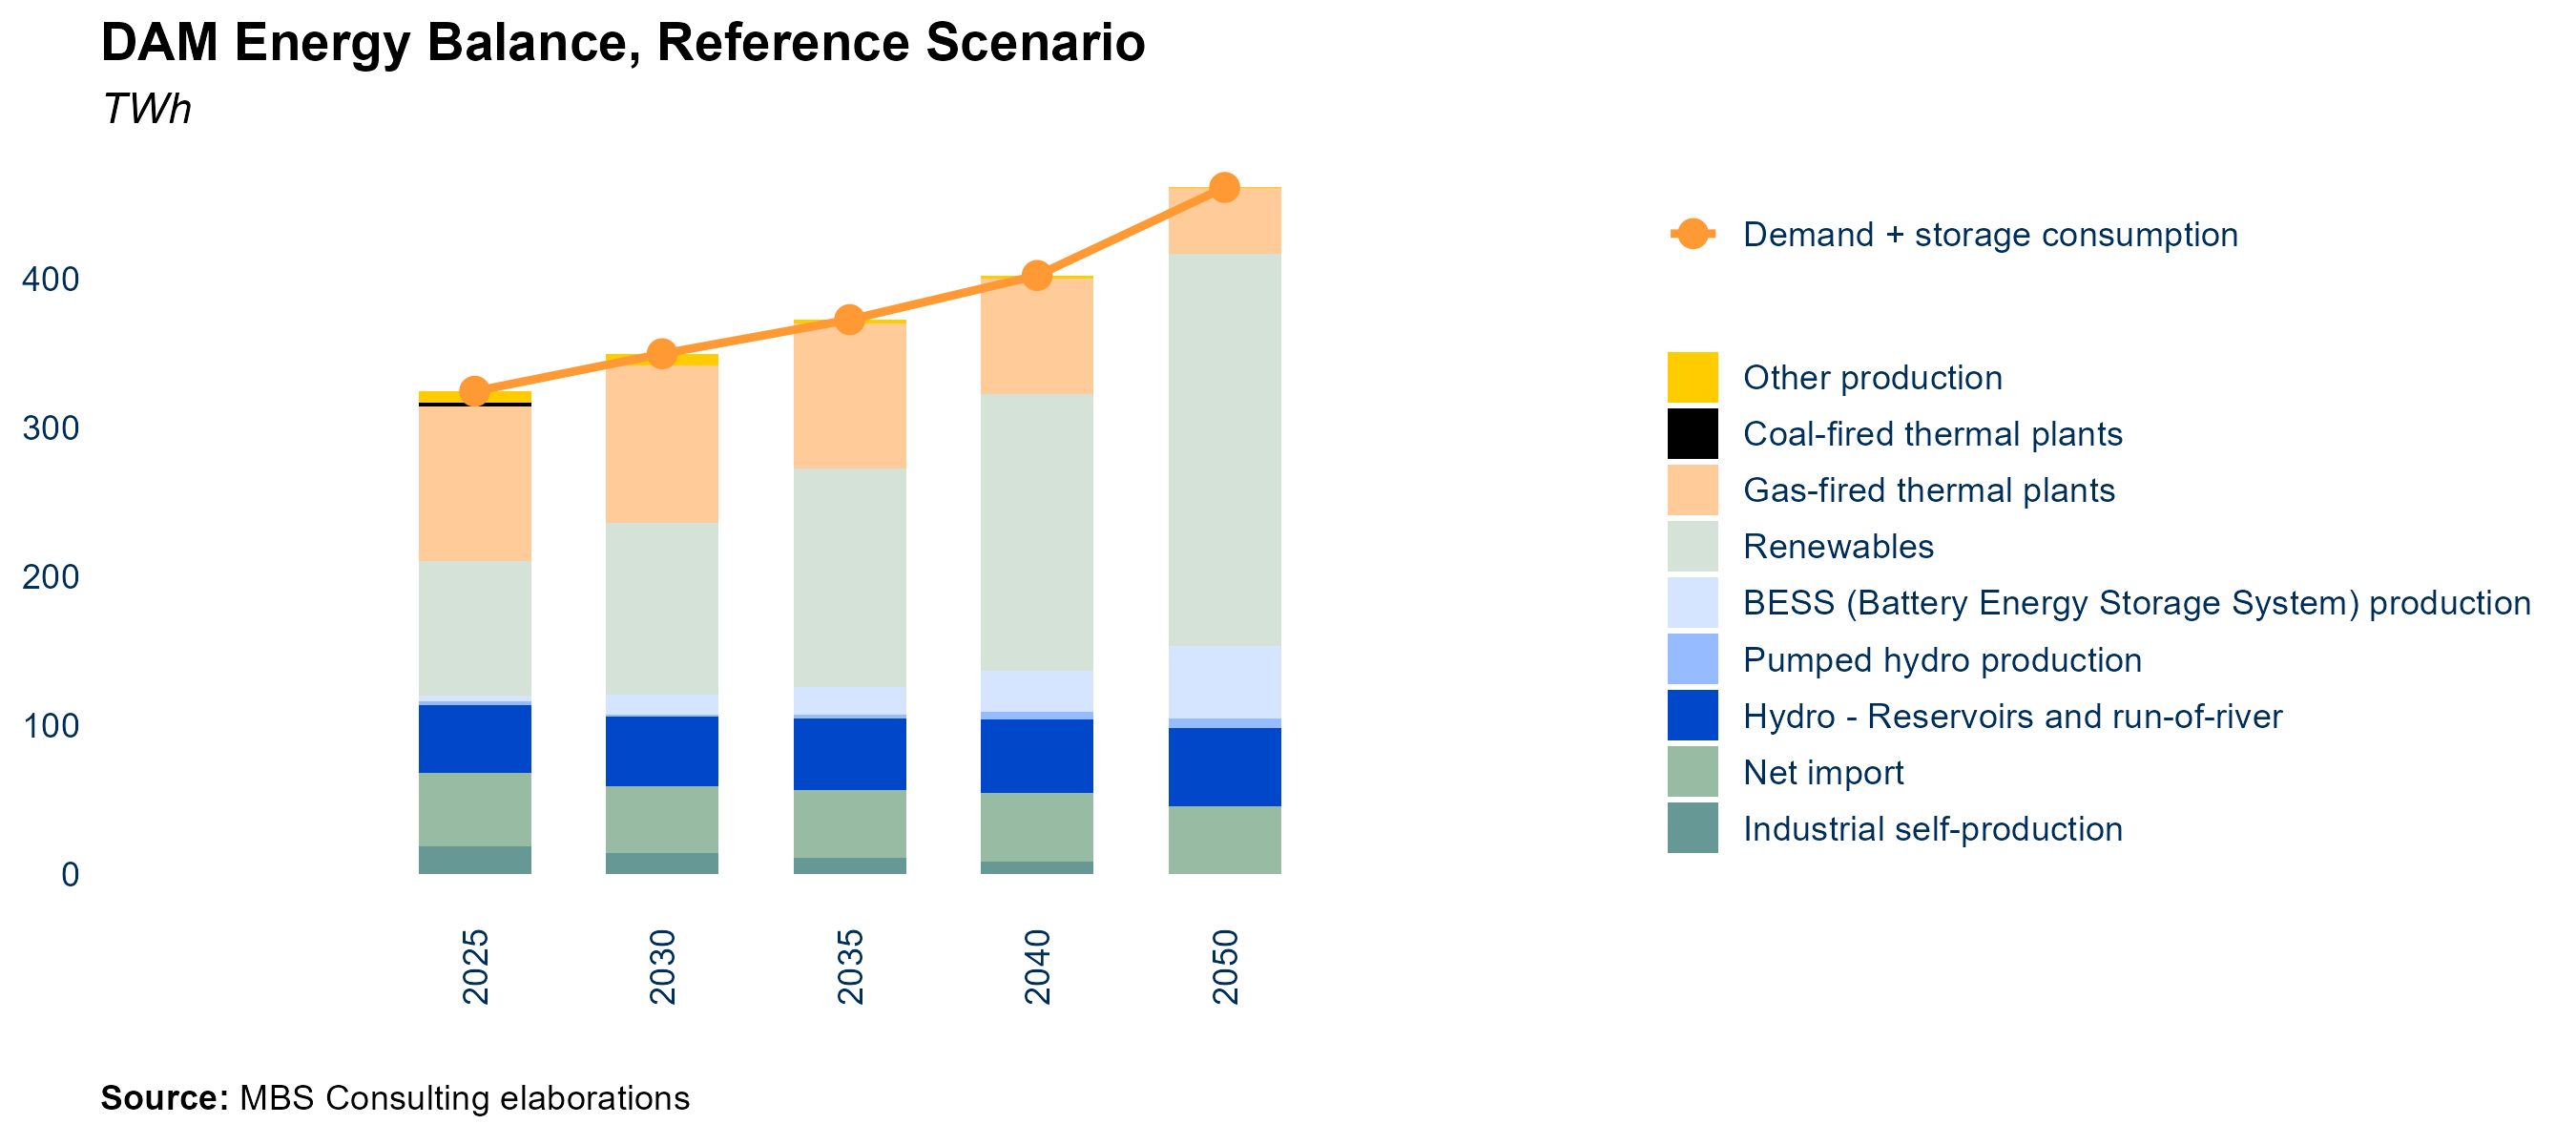 DAM Energy Balance, Reference Scenario
TWh
400
300
200
100
0
2025
2030
2035
2040
2050
Demand + storage consumption
Other production
Coal-fired thermal plants
Gas-fired thermal plants
Renewables
BESS (Battery Energy Storage System) production
Pumped hydro production
Hydro - Reservoirs and run-of-river
Net import
Industrial self-production
Source: MBS Consulting elaborations